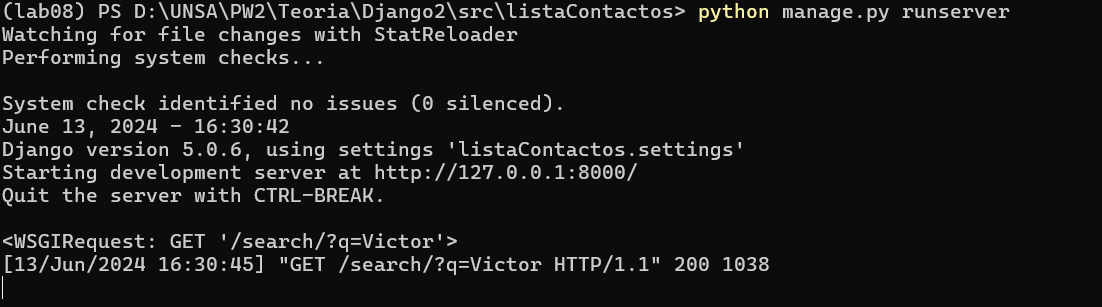 (lab08) PS D:\UNSA\PW2\Teoria\Django2\src\listaContactos> python manage.py runserver
Watching for file changes with StatReloader
Performing system checks...
System check identified no issues (0 silenced).
June 13, 2024 - 16:30:42
Django version 5.0.6, using settings 'listaContactos.settings'
Starting development server at http://127.0.0.1:8000/
Quit the server with CTRL-BREAK.
<WSGIRequest: GET '/search/?q=Victor'>
[13/Jun/2024 16:30:45] "GET /search/?q=Victor HTTP/1.1" 200 1038